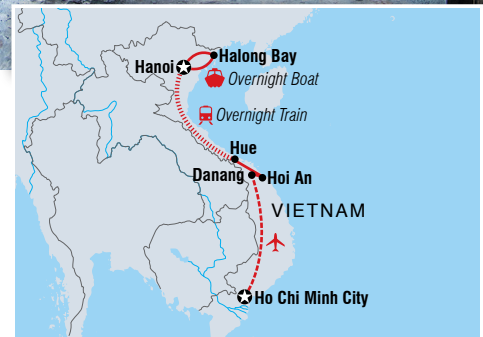 Halong Bay
Hanoi
Overnight Boat
Overnight Train
Hue
Danang
Hoi An
VIETNAM
Ho Chi Minh City